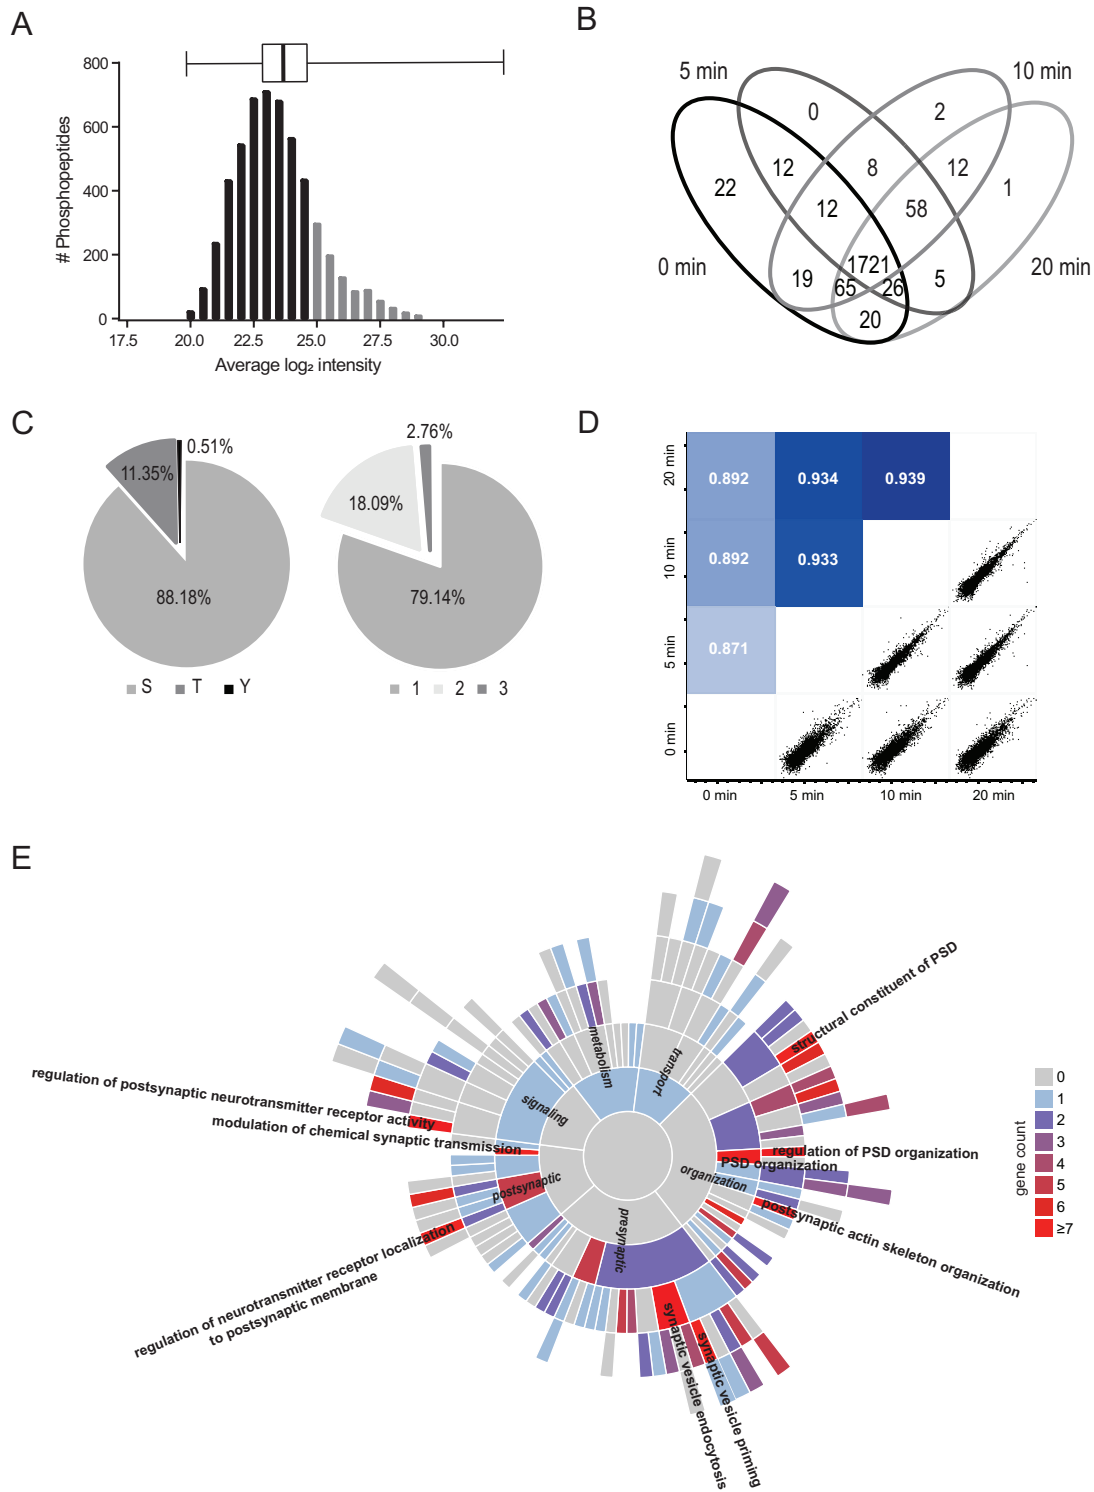 A
800
600
400
200
0
# Phosphopeptides
17.5 20.0 22.5 25.0 27.5 30.0
Average log₂ intensity
B
5 min
10 min
0 min
20 min
0
2
12
8
12
22
1
12
58
1721
19
65
26
5
20
C
0.51%
11.35%
88.18%
S T Y
2.76%
18.09%
79.14%
1 2 3
D
20 min
10 min
5 min
0 min
0.892 0.934 0.939
0.892 0.933
0.871
0 min 5 min 10 min 20 min
E
structural constituent of PSD
metabolism
transport
signaling
regulation of postsynaptic neurotransmitter receptor activity
modulation of chemical synaptic transmission
regulation of PSD organization
PSD organization
organization
postsynaptic
presynaptic
postsynaptic actin skeleton organization
regulation of neurotransmitter receptor localization
to postsynaptic membrane
synaptic vesicle endocytosis
synaptic vesicle priming
gene count
0
1
2
3
4
5
6
≥7